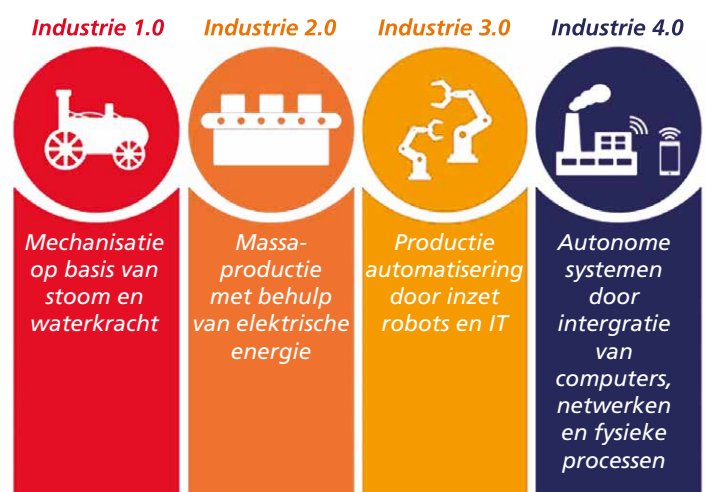 Industrie 1.0
Industrie 2.0
Industrie 3.0
Industrie 4.0
Mechanisatie
op basis van
stoom en
waterkracht
Massa-
productie
met behulp
van elektrische
energie
Productie
automatisering
door inzet
robots en IT
Autonome
systemen
door
intergratie
van
computers,
netwerken
en fysieke
processen